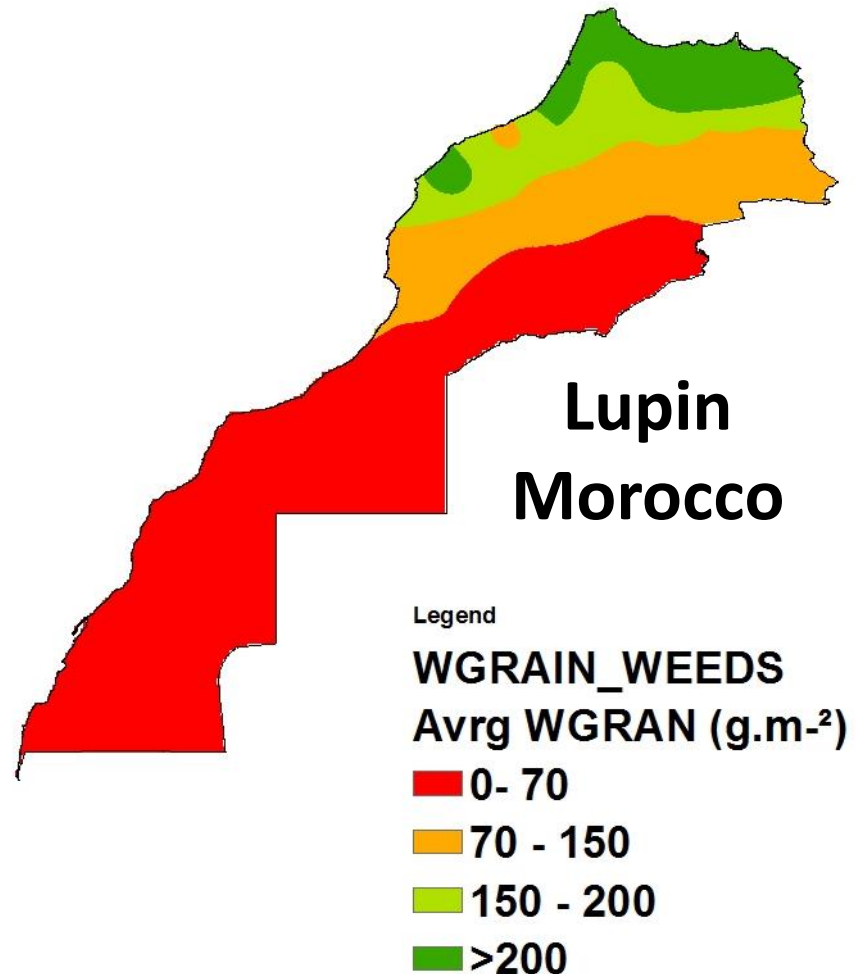 Lupin
Morocco
Legend
WGRAIN_WEEDS
Avrg WGRAN (g.m-²)
0- 70
70 - 150
150 - 200
>200